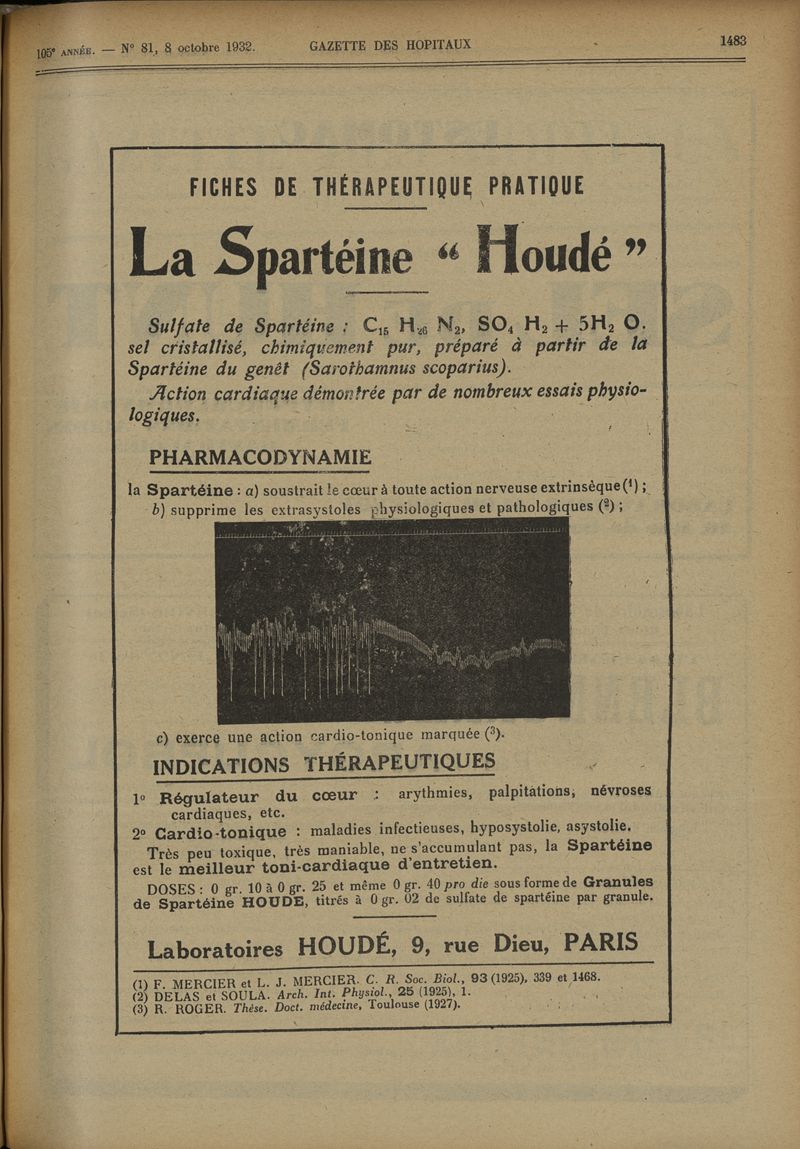 105e ANNÉE. — N° 81, 8 octobre 1932. GAZETTE DES HOPITAUX 1483
FICHES DE THÉRAPEUTIQUE PRATIQUE
La Spartéine “ Houdé ”
Sulfate de Spartéine : C15 H26 N2, SO4 H2 + 5H2 O.
sel cristallisé, chimiquement pur, préparé à partir de la
Spartéine du genêt (Sarothamnus scoparius).
Action cardiaque démontrée par de nombreux essais physio-
logiques.
PHARMACODYNAMIE
la Spartéine : a) soustrait le cœur à toute action nerveuse extrinsèque (1) ;
b) supprime les extrasystoles physiologiques et pathologiques (2) ;
c) exerce une action cardio-tonique marquée (3).
INDICATIONS THÉRAPEUTIQUES
1° Régulateur du cœur : arythmies, palpitations, névroses
cardiaques, etc.
2° Cardio-tonique : maladies infectieuses, hyposystolie, asystolie.
Très peu toxique, très maniable, ne s'accumulant pas, la Spartéine
est le meilleur toni-cardiaque d'entretien.
DOSES : 0 gr. 10 à 0 gr. 25 et même 0 gr. 40 pro die sous forme de Granules
de Spartéine HOUDE, titrés à 0 gr. 02 de sulfate de spartéine par granule.
Laboratoires HOUDÉ, 9, rue Dieu, PARIS
(1) F. MERCIER et L. J. MERCIER. C. R. Soc. Biol., 93 (1925), 339 et 1468.
(2) DELAS et SOULA. Arch. Int. Physiol., 25 (1925), 1.
(3) R. ROGER. Thèse. Doct. médecine, Toulouse (1927).